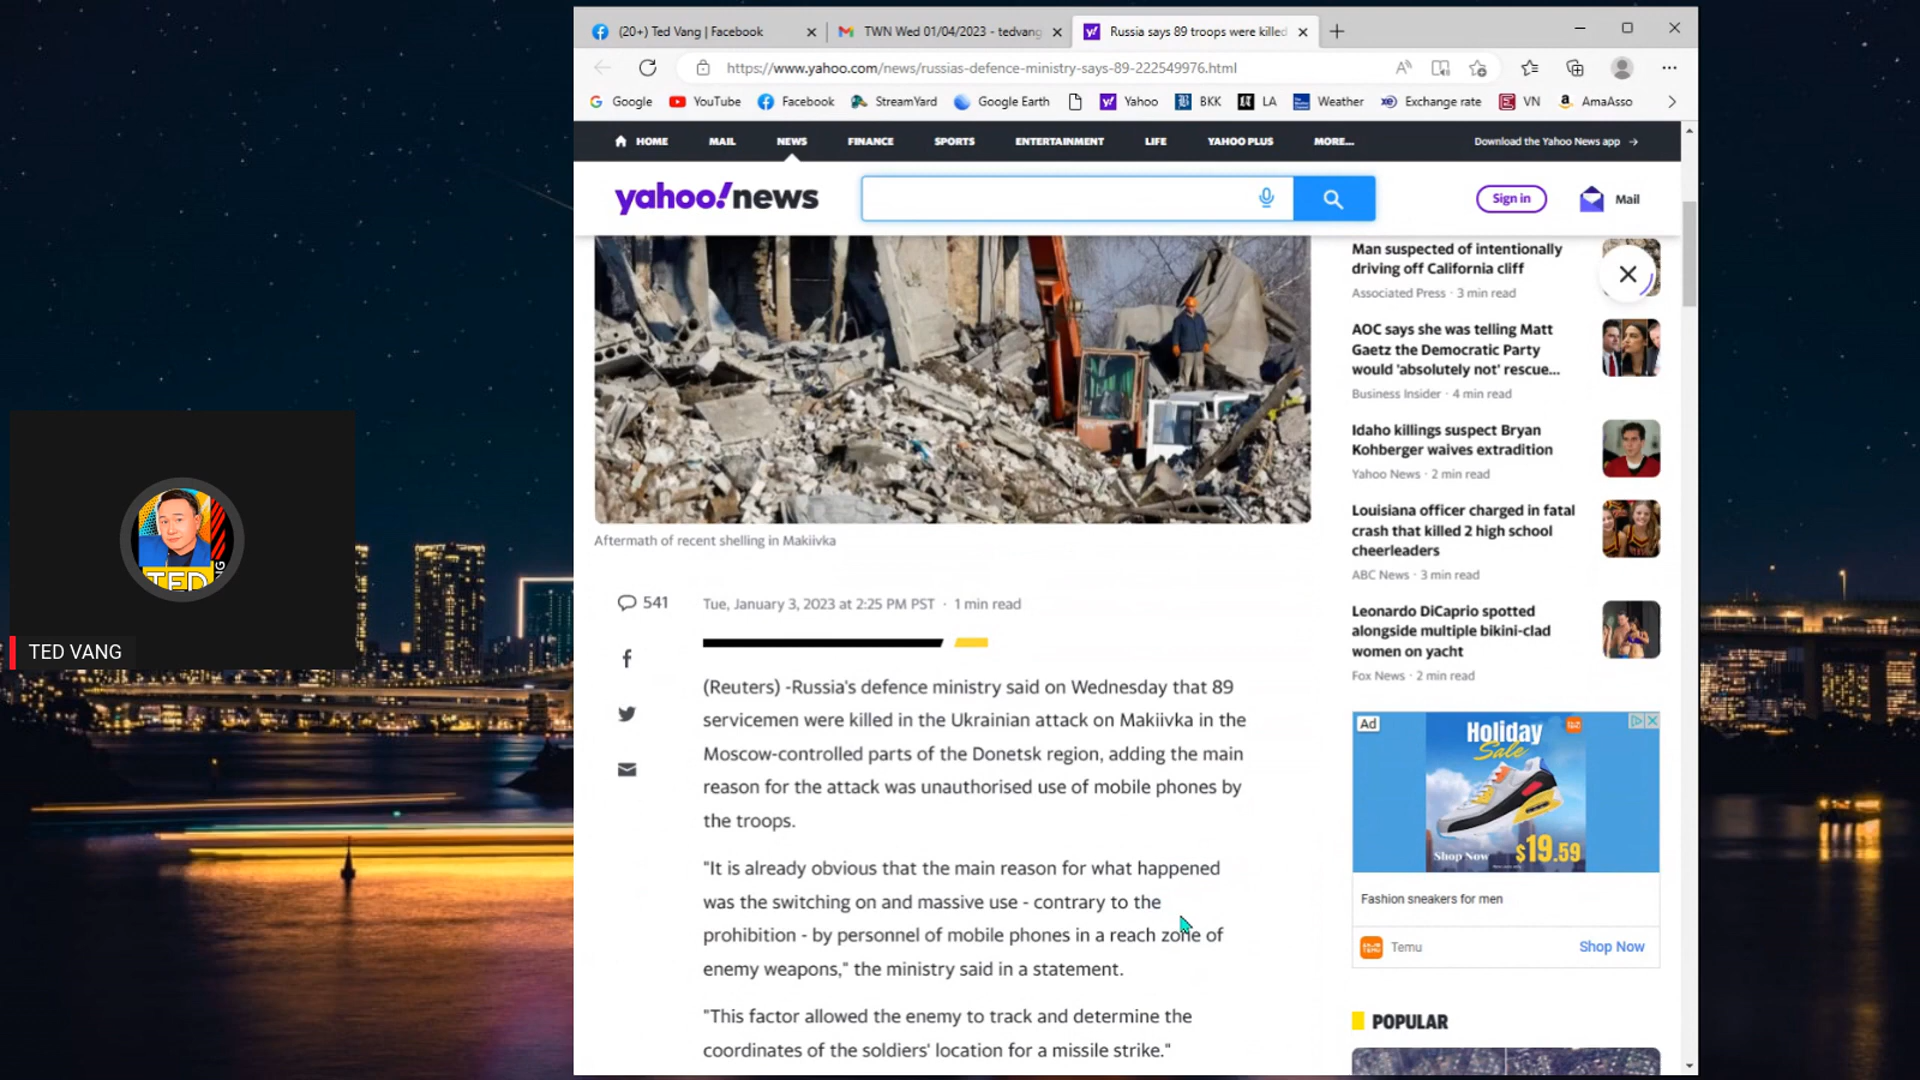 (20+) Ted Vang | Facebook
TWN Wed 01/04/2023 - tedvang
Russia says 89 troops were killed
https://www.yahoo.com/news/russias-defence-ministry-says-89-222549976.html
Google
YouTube
Facebook
StreamYard
Google Earth
Yahoo
BKK
LA
Weather
Exchange rate
VN
AmaAsso
HOME
MAIL
NEWS
FINANCE
SPORTS
ENTERTAINMENT
LIFE
YAHOO PLUS
MORE...
Download the Yahoo News app
yahoo!news
Sign in
Mail
Aftermath of recent shelling in Makiivka
541
Tue, January 3, 2023 at 2:25 PM PST · 1 min read
(Reuters) -Russia's defence ministry said on Wednesday that 89
servicemen were killed in the Ukrainian attack on Makiivka in the
Moscow-controlled parts of the Donetsk region, adding the main
reason for the attack was unauthorised use of mobile phones by
the troops.
"It is already obvious that the main reason for what happened
was the switching on and massive use - contrary to the
prohibition - by personnel of mobile phones in a reach zone of
enemy weapons," the ministry said in a statement.
"This factor allowed the enemy to track and determine the
coordinates of the soldiers' location for a missile strike."
Man suspected of intentionally
driving off California cliff
Associated Press · 3 min read
AOC says she was telling Matt
Gaetz the Democratic Party
would 'absolutely not' rescue...
Business Insider · 4 min read
Idaho killings suspect Bryan
Kohberger waives extradition
Yahoo News · 2 min read
Louisiana officer charged in fatal
crash that killed 2 high school
cheerleaders
ABC News · 3 min read
Leonardo DiCaprio spotted
alongside multiple bikini-clad
women on yacht
Fox News · 2 min read
Ad
Holiday
Sale
Shop Now
$19.59
Fashion sneakers for men
Temu
Shop Now
POPULAR
TED
TED VANG